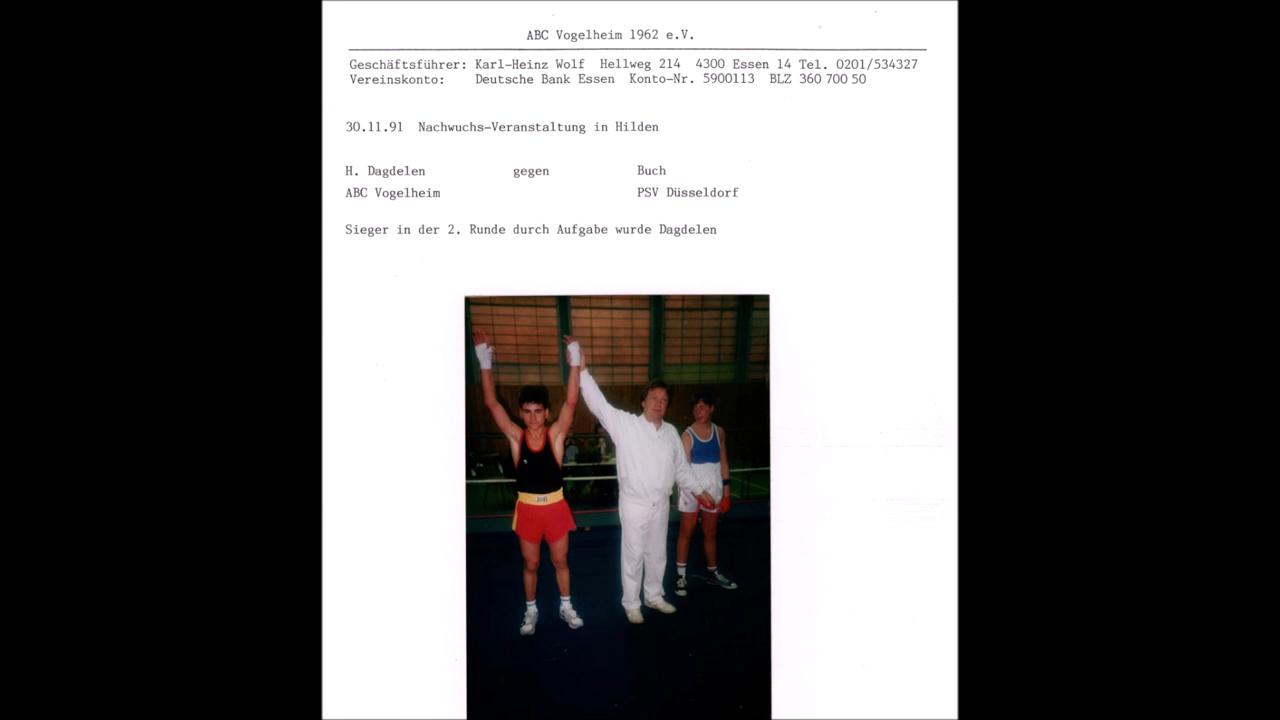 ABC Vogelheim 1962 e.V.
Geschäftsführer: Karl-Heinz Wolf Hellweg 214 4300 Essen 14 Tel. 0201/534327
Vereinskonto: Deutsche Bank Essen Konto-Nr. 5900113 BLZ 360 700 50
30.11.91 Nachwuchs-Veranstaltung in Hilden
H. Dagdelen gegen Buch
ABC Vogelheim PSV Düsseldorf
Sieger in der 2. Runde durch Aufgabe wurde Dagdelen